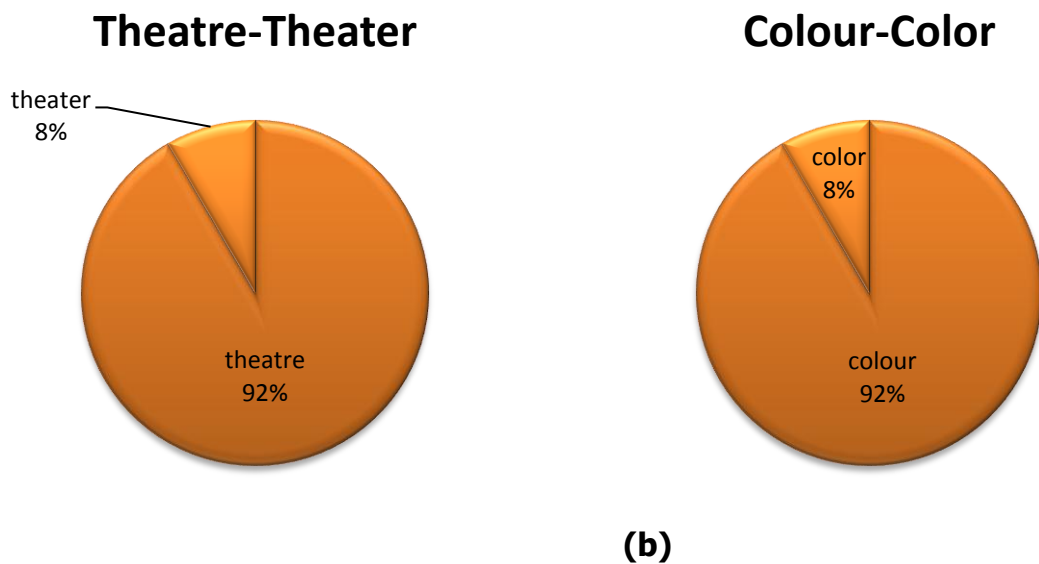 Theatre-Theater
theater
8%
theatre
92%
Colour-Color
color
8%
colour
92%
(b)